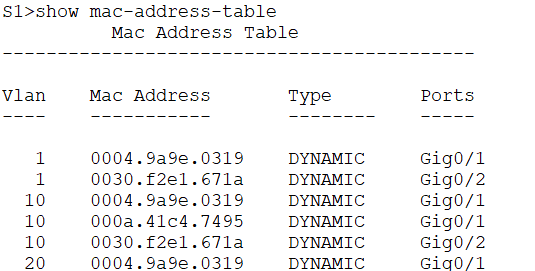 S1>show mac-address-table
Mac Address Table
-------------------------------------------
Vlan Mac Address Type Ports
---- ----------- -------- -----
1 0004.9a9e.0319 DYNAMIC Gig0/1
1 0030.f2e1.671a DYNAMIC Gig0/2
10 0004.9a9e.0319 DYNAMIC Gig0/1
10 000a.41c4.7495 DYNAMIC Gig0/1
10 0030.f2e1.671a DYNAMIC Gig0/2
20 0004.9a9e.0319 DYNAMIC Gig0/1